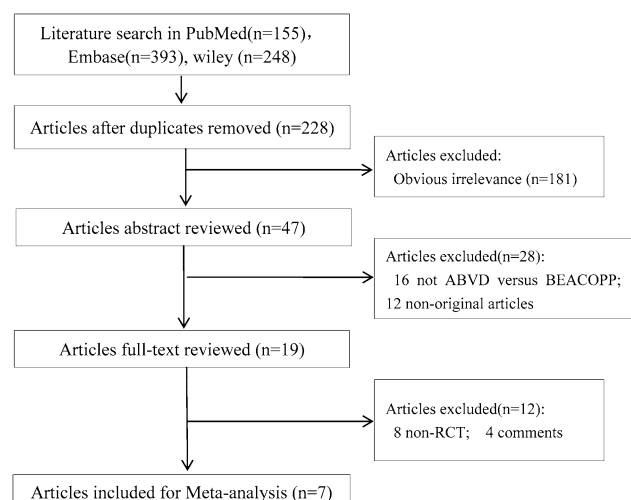 Literature search in PubMed(n=155)，
Embase(n=393), wiley (n=248)
Articles after duplicates removed (n=228)
Articles excluded:
Obvious irrelevance (n=181)
Articles abstract reviewed (n=47)
Articles excluded(n=28):
16 not ABVD versus BEACOPP;
12 non-original articles
Articles full-text reviewed (n=19)
Articles excluded(n=12):
8 non-RCT; 4 comments
Articles included for Meta-analysis (n=7)